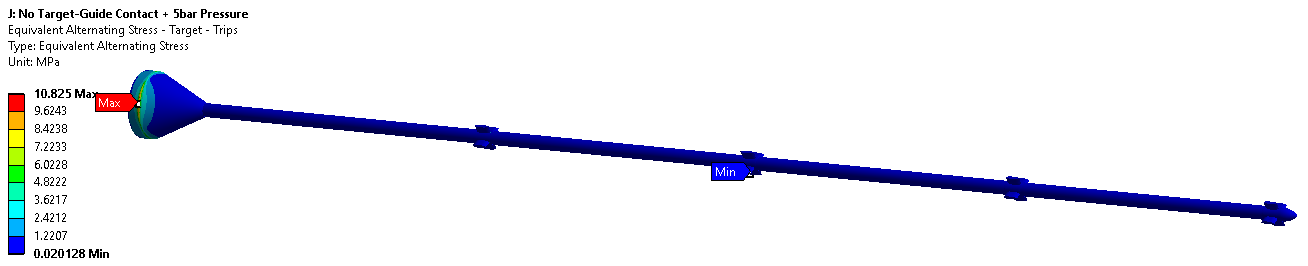 J: No Target-Guide Contact + 5bar Pressure
Equivalent Alternating Stress - Target - Trips
Type: Equivalent Alternating Stress
Unit: MPa
10.825 Max
9.6243
8.4238
7.2233
6.0228
4.8222
3.6217
2.4212
1.2207
0.020128 Min
Max
Min